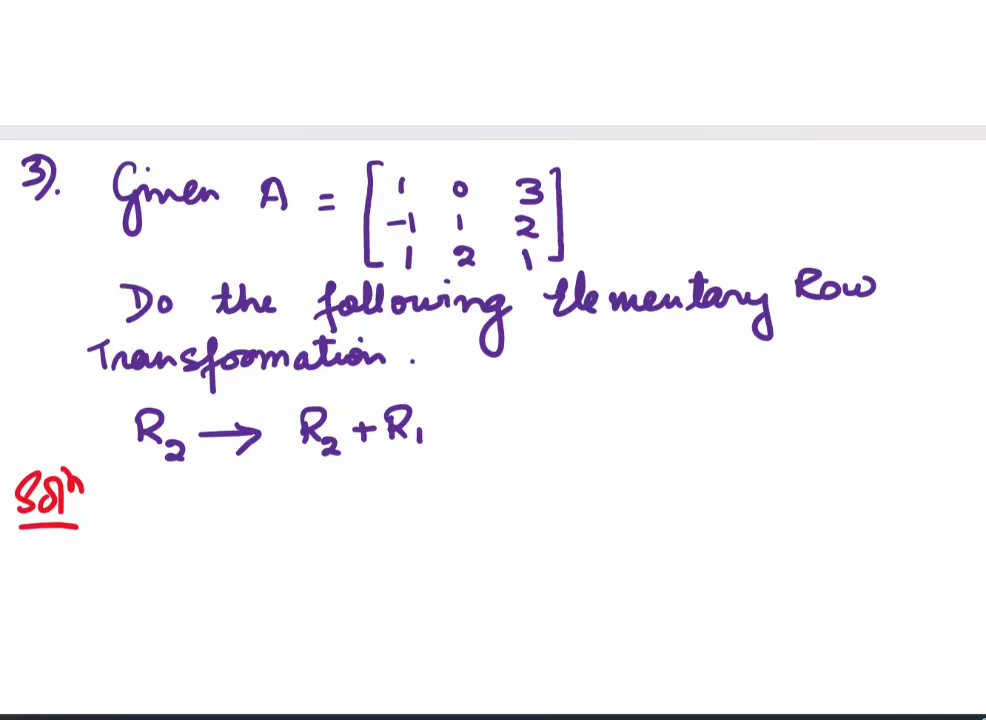 3). Given A = [ 1 0 3
-1 1 2
1 2 1 ]
Do the following Elementary Row
Transformation.
R2 → R2 + R1
Solⁿ